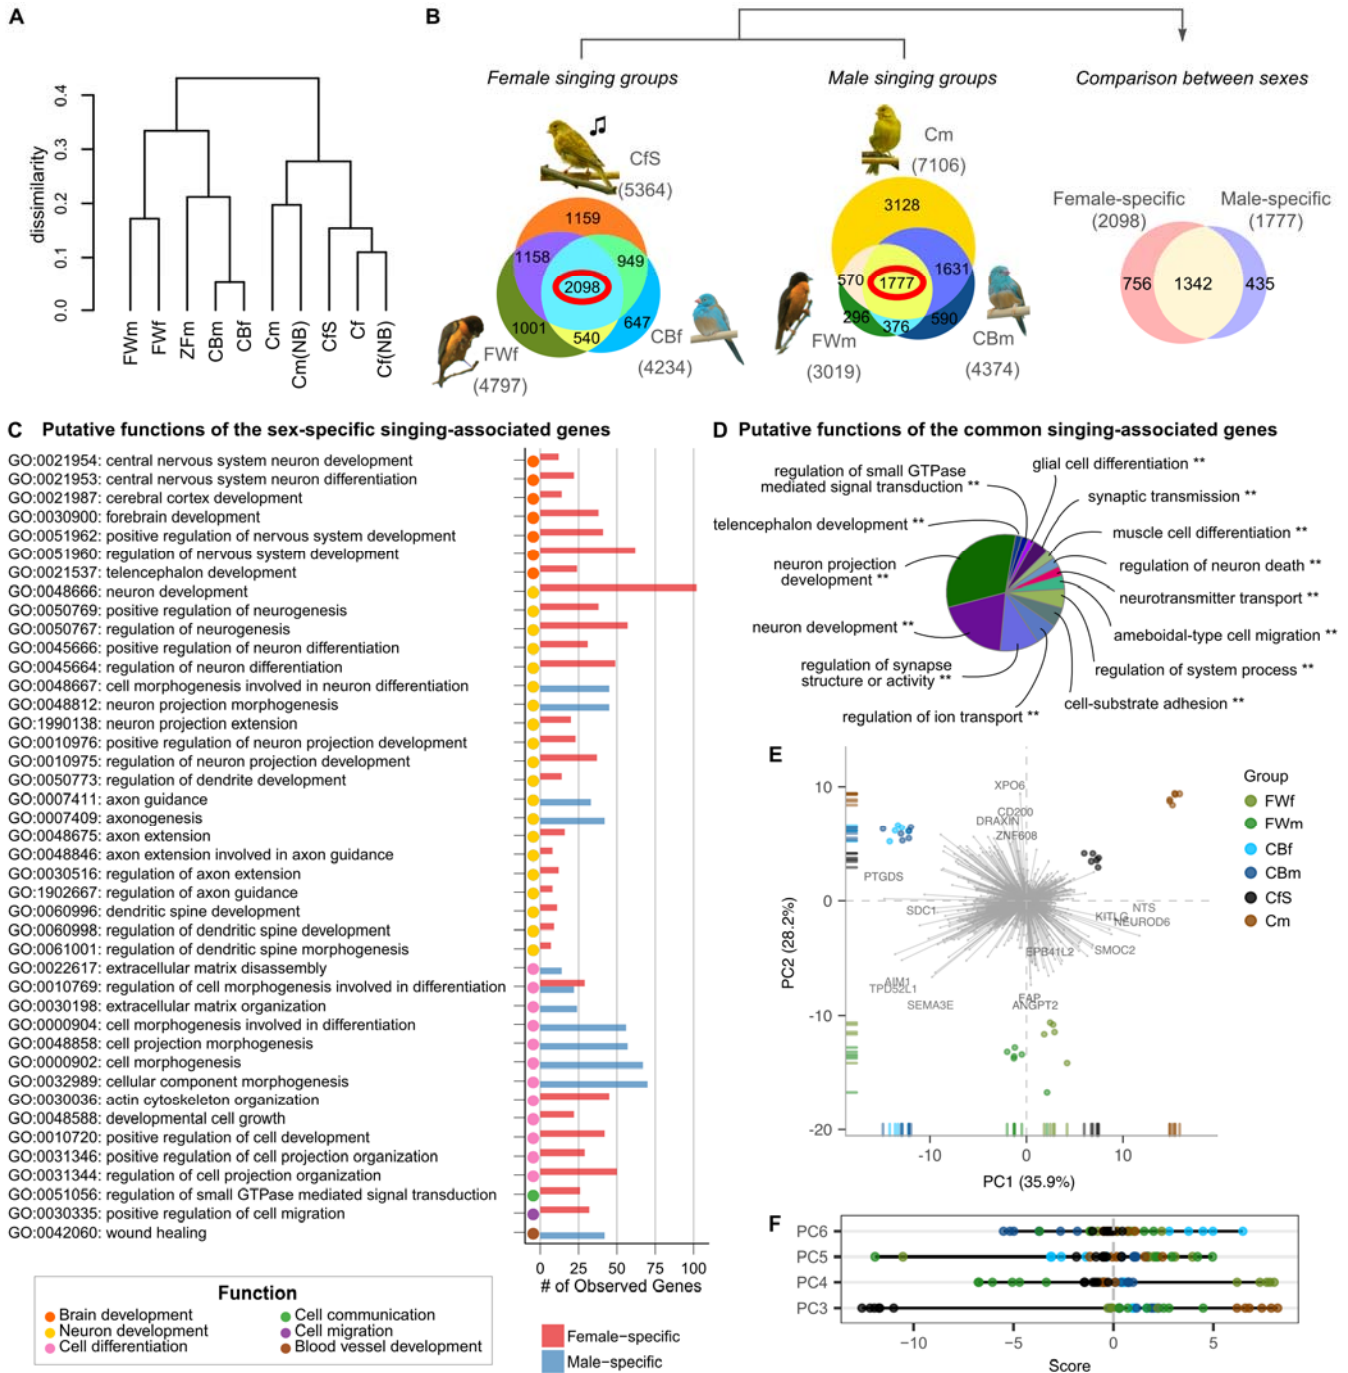 A
B
Female singing groups
Male singing groups
Comparison between sexes
dissimilarity
0.0
0.1
0.2
0.3
0.4
FWm
FWf
ZFm
CBm
CBf
Cm
Cm(NB)
CfS
Cf
Cf(NB)
CfS
(5364)
1159
1158
949
2098
1001
540
647
FWf
(4797)
CBf
(4234)
Cm
(7106)
3128
570
1777
1631
296
376
590
FWm
(3019)
CBm
(4374)
Female-specific
(2098)
Male-specific
(1777)
756
1342
435
C Putative functions of the sex-specific singing-associated genes
GO:0021954: central nervous system neuron development
GO:0021953: central nervous system neuron differentiation
GO:0021987: cerebral cortex development
GO:0030900: forebrain development
GO:0051962: positive regulation of nervous system development
GO:0051960: regulation of nervous system development
GO:0021537: telencephalon development
GO:0048666: neuron development
GO:0050769: positive regulation of neurogenesis
GO:0050767: regulation of neurogenesis
GO:0045666: positive regulation of neuron differentiation
GO:0045664: regulation of neuron differentiation
GO:0048667: cell morphogenesis involved in neuron differentiation
GO:0048812: neuron projection morphogenesis
GO:1990138: neuron projection extension
GO:0010976: positive regulation of neuron projection development
GO:0010975: regulation of neuron projection development
GO:0050773: regulation of dendrite development
GO:0007411: axon guidance
GO:0007409: axonogenesis
GO:0048675: axon extension
GO:0048846: axon extension involved in axon guidance
GO:0030516: regulation of axon extension
GO:1902667: regulation of axon guidance
GO:0060996: dendritic spine development
GO:0060998: regulation of dendritic spine development
GO:0061001: regulation of dendritic spine morphogenesis
GO:0022617: extracellular matrix disassembly
GO:0010769: regulation of cell morphogenesis involved in differentiation
GO:0030198: extracellular matrix organization
GO:0000904: cell morphogenesis involved in differentiation
GO:0048858: cell projection morphogenesis
GO:0000902: cell morphogenesis
GO:0032989: cellular component morphogenesis
GO:0030036: actin cytoskeleton organization
GO:0048588: developmental cell growth
GO:0010720: positive regulation of cell development
GO:0031346: positive regulation of cell projection organization
GO:0031344: regulation of cell projection organization
GO:0051056: regulation of small GTPase mediated signal transduction
GO:0030335: positive regulation of cell migration
GO:0042060: wound healing
0 25 50 75 100
# of Observed Genes
Function
Brain development
Neuron development
Cell differentiation
Cell communication
Cell migration
Blood vessel development
Female−specific
Male−specific
D Putative functions of the common singing-associated genes
regulation of small GTPase
mediated signal transduction **
telencephalon development **
neuron projection
development **
neuron development **
regulation of synapse
structure or activity **
regulation of ion transport **
glial cell differentiation **
synaptic transmission **
muscle cell differentiation **
regulation of neuron death **
neurotransmitter transport **
ameboidal-type cell migration **
regulation of system process **
cell-substrate adhesion **
E
PC2 (28.2%)
10
0
-10
-20
XPO6
CD200
DRAXIN
ZNF608
PTGDS
SDC1
NTS
KITLG
NEUROD6
EPB41L2
SMOC2
AIM1
TPD52L1
SEMA3E
FAP
ANGPT2
-10 0 10
PC1 (35.9%)
Group
FWf
FWm
CBf
CBm
CfS
Cm
F
PC6
PC5
PC4
PC3
−10 −5 0 5
Score